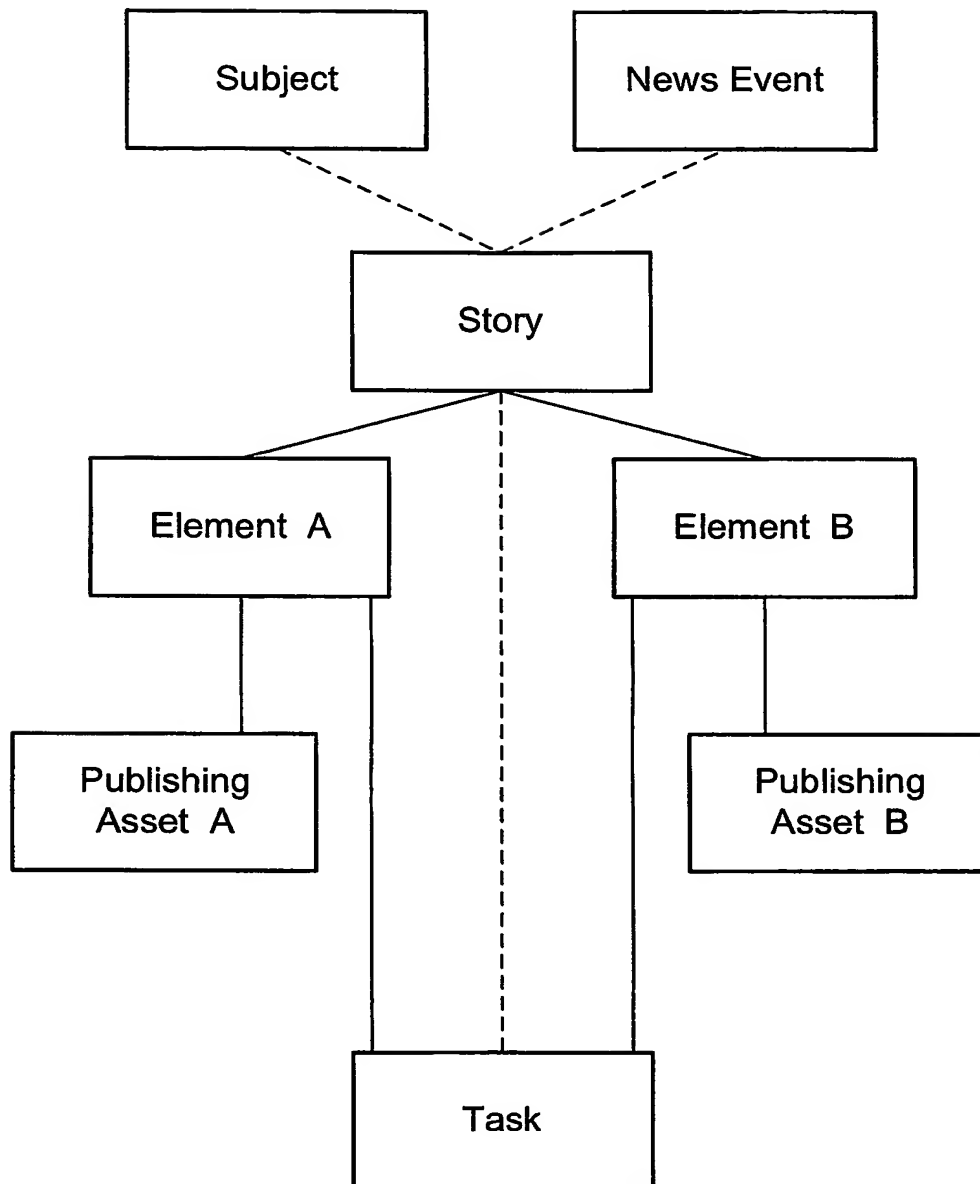 Subject
News Event
Story
Element A
Element B
Publishing
Asset A
Publishing
Asset B
Task